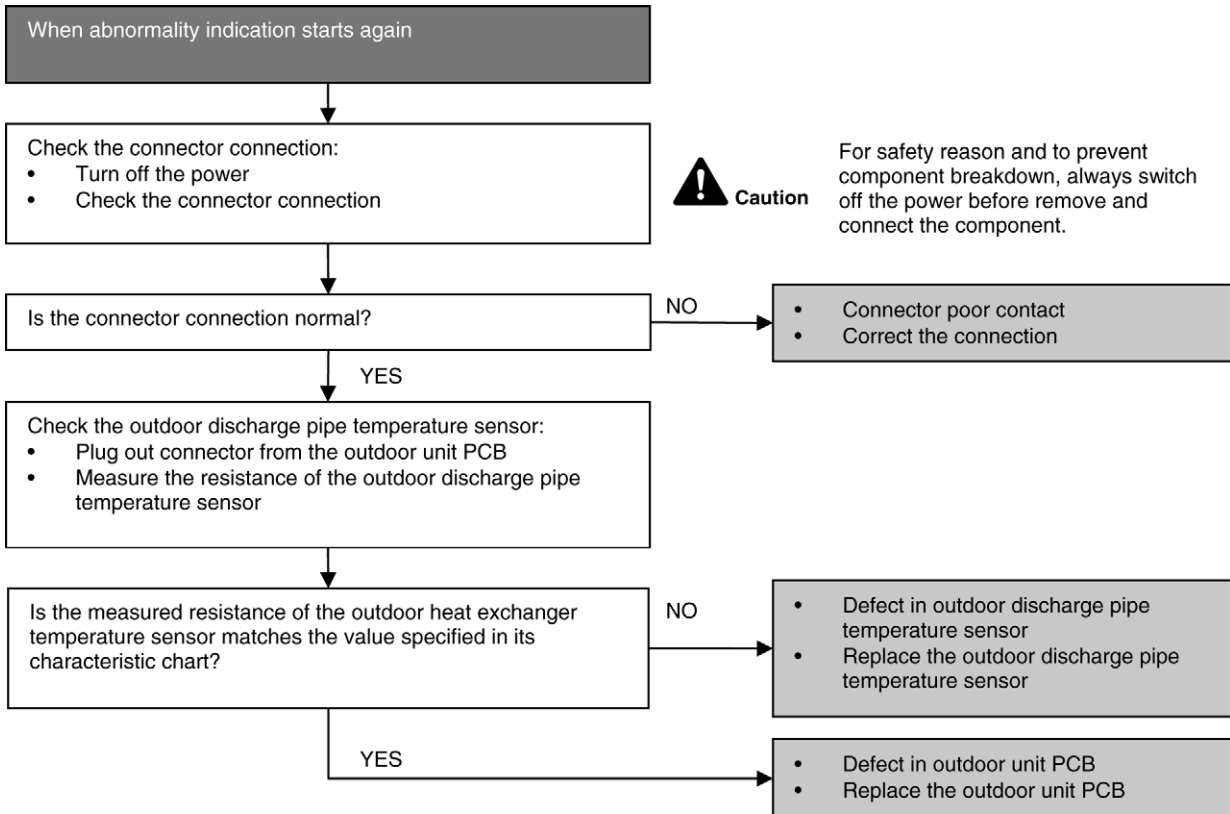 When abnormality indication starts again
Check the connector connection:
• Turn off the power
• Check the connector connection
Caution
For safety reason and to prevent
component breakdown, always switch
off the power before remove and
connect the component.
Is the connector connection normal?
NO
• Connector poor contact
• Correct the connection
YES
Check the outdoor discharge pipe temperature sensor:
• Plug out connector from the outdoor unit PCB
• Measure the resistance of the outdoor discharge pipe
temperature sensor
Is the measured resistance of the outdoor heat exchanger
temperature sensor matches the value specified in its
characteristic chart?
NO
• Defect in outdoor discharge pipe
temperature sensor
• Replace the outdoor discharge pipe
temperature sensor
YES
• Defect in outdoor unit PCB
• Replace the outdoor unit PCB